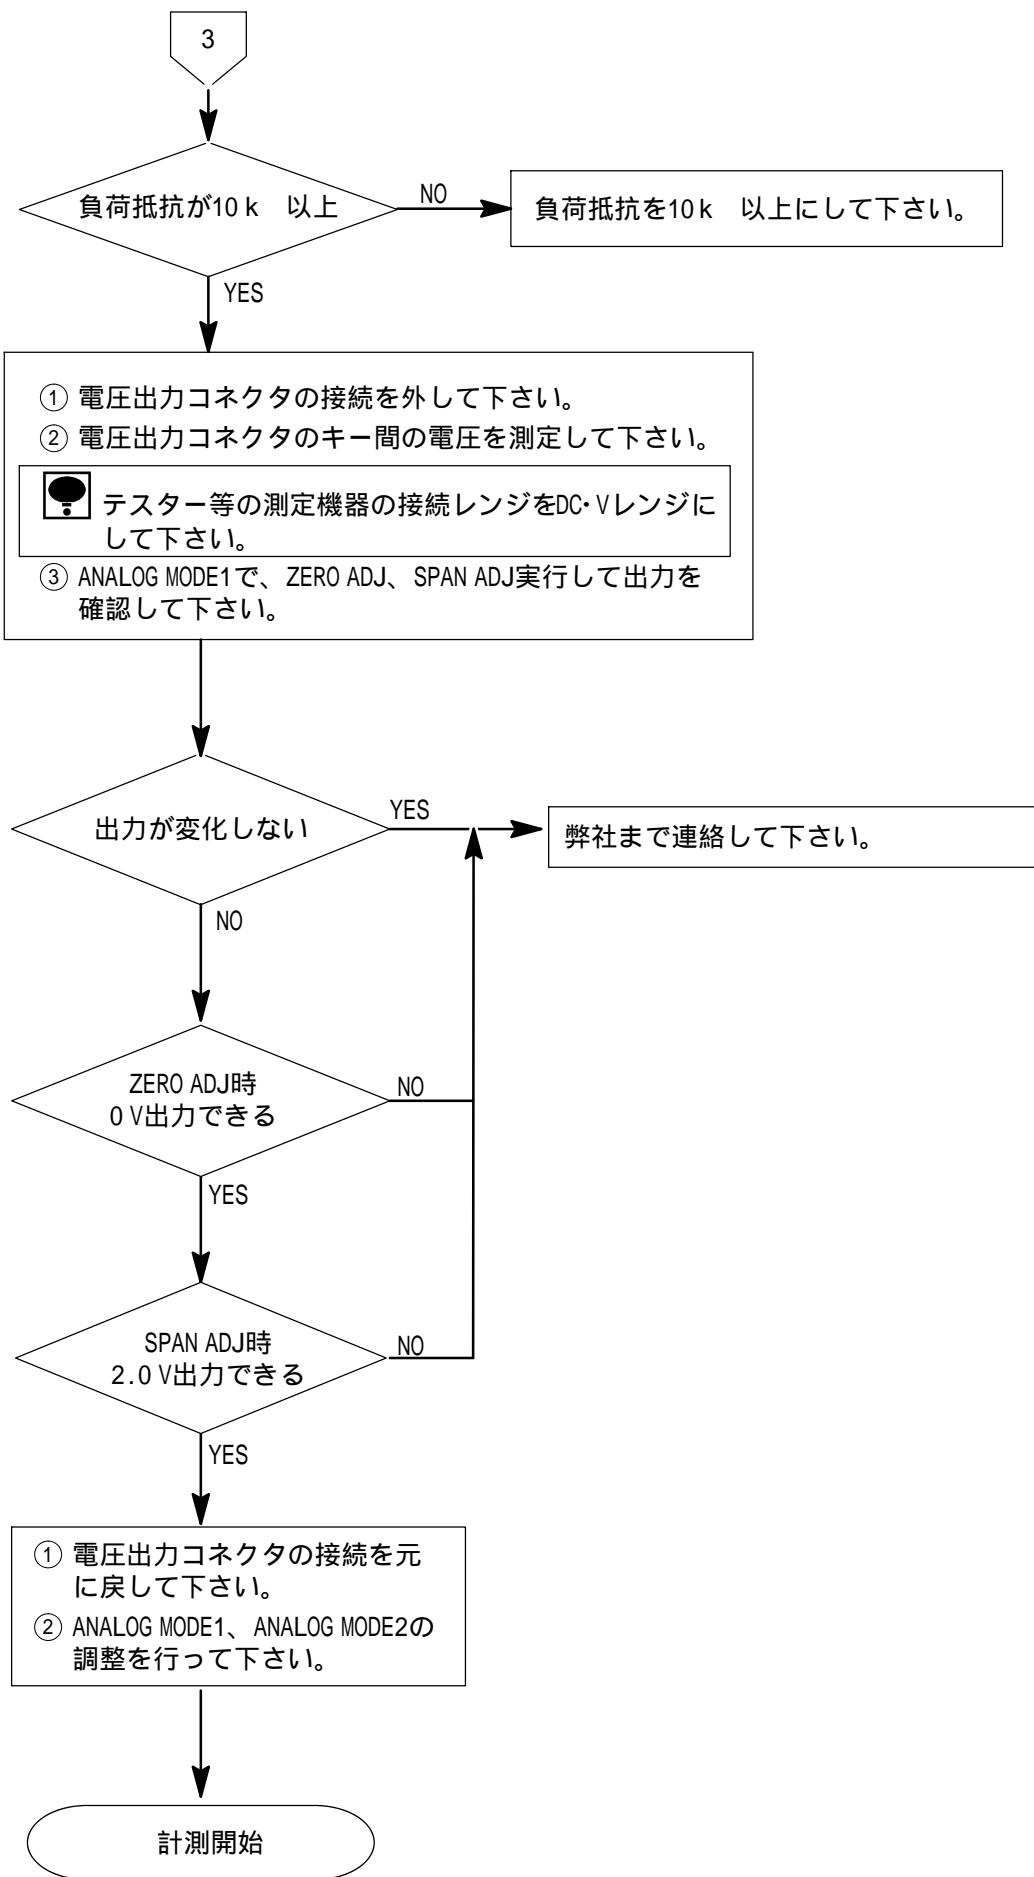 3
負荷抵抗が10 k　以上
NO
負荷抵抗を10 k　以上にして下さい。
YES
① 電圧出力コネクタの接続を外して下さい。
② 電圧出力コネクタのキー間の電圧を測定して下さい。
テスター等の測定機器の接続レンジをDC・Vレンジに
して下さい。
③ ANALOG MODE1で、ZERO ADJ、SPAN ADJ実行して出力を
確認して下さい。
出力が変化しない
YES
弊社まで連絡して下さい。
NO
ZERO ADJ時
0 V出力できる
NO
YES
SPAN ADJ時
2.0 V出力できる
NO
YES
① 電圧出力コネクタの接続を元
に戻して下さい。
② ANALOG MODE1、ANALOG MODE2の
調整を行って下さい。
計測開始